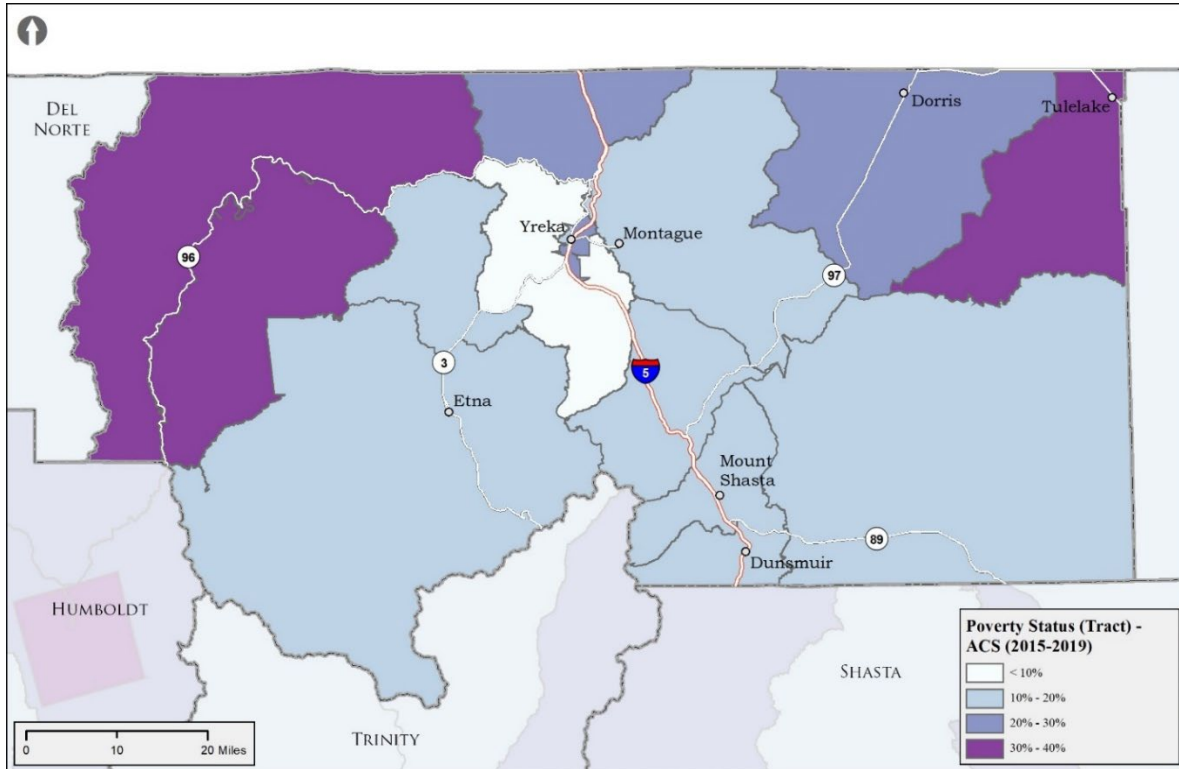 DEL
NORTE
Dorris
Tulelake
Yreka
Montague
96
97
3
5
Etna
Mount
Shasta
89
Dunsmuir
HUMBOLDT
TRINITY
SHASTA
Poverty Status (Tract) -
ACS (2015-2019)
< 10%
10% - 20%
20% - 30%
30% - 40%
0 10 20 Miles